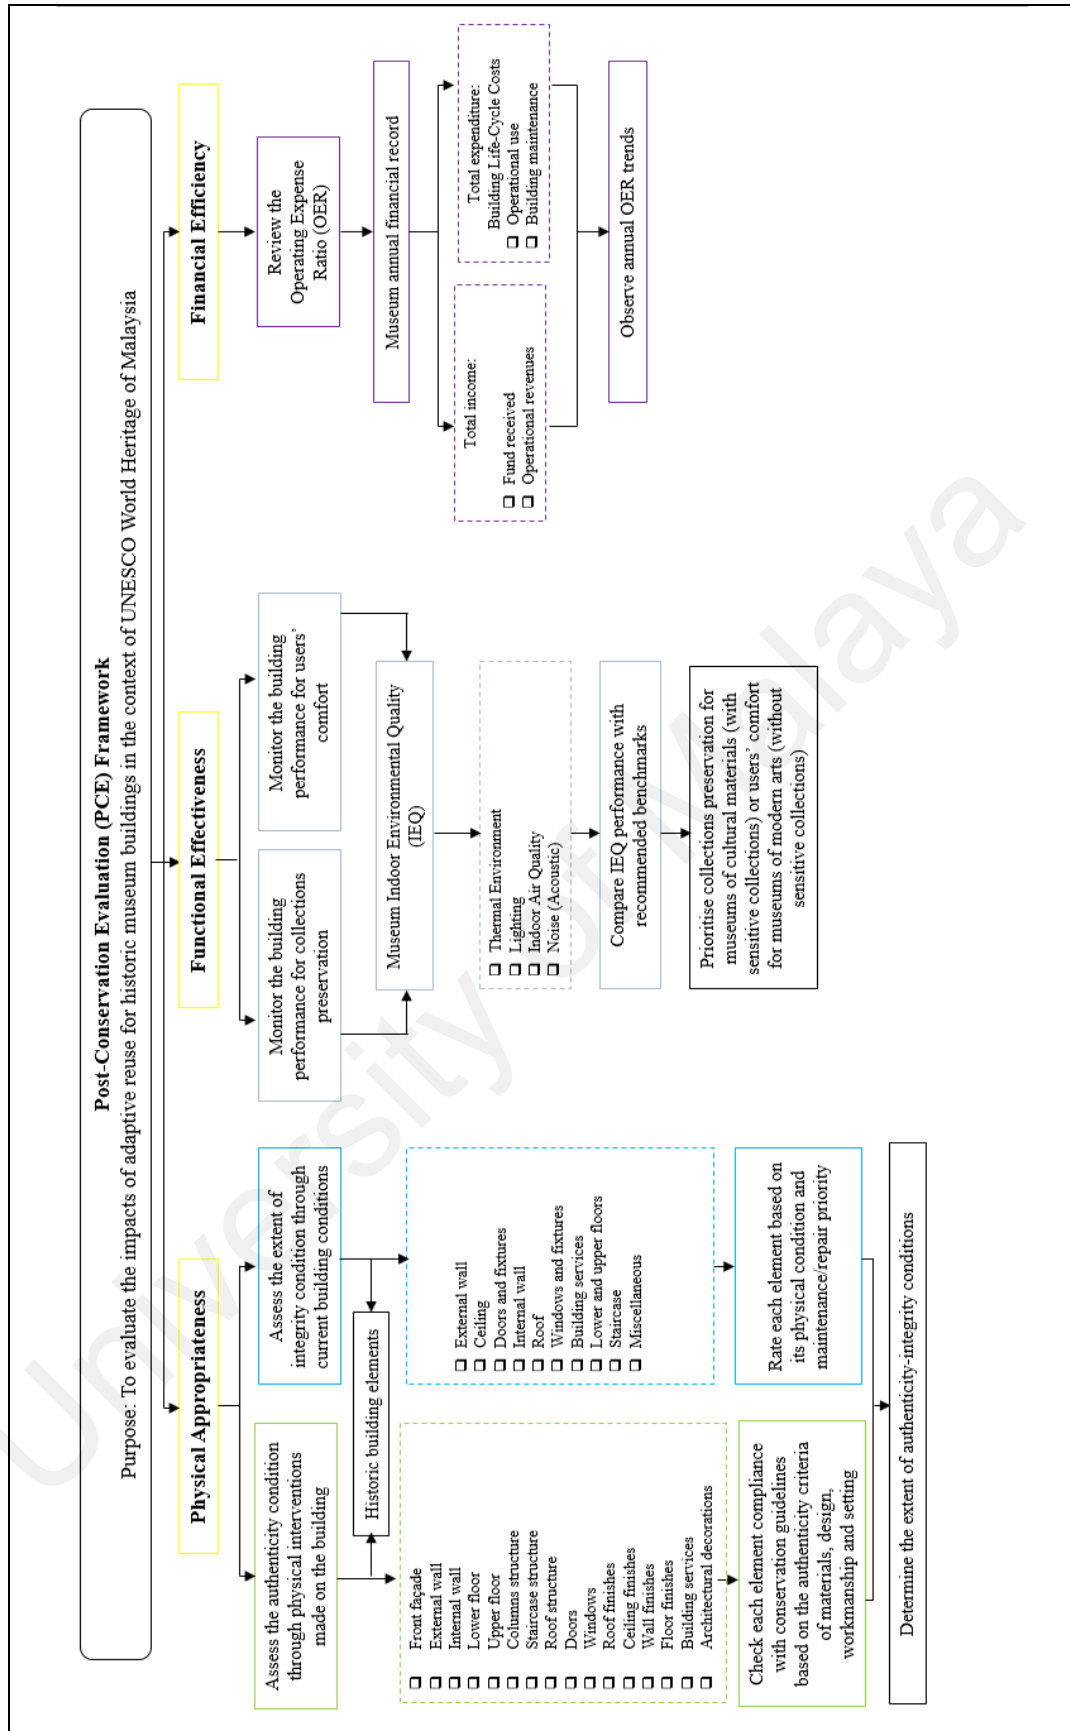 Post-Conservation Evaluation (PCE) Framework
Purpose: To evaluate the impacts of adaptive reuse for historic museum buildings in the context of UNESCO World Heritage of Malaysia
Physical Appropriateness
Assess the authenticity condition
through physical interventions
made on the building
Assess the extent of
integrity condition through
current building conditions
Historic building elements
❑ Front façade
❑ External wall
❑ Internal wall
❑ Lower floor
❑ Upper floor
❑ Columns structure
❑ Staircase structure
❑ Roof structure
❑ Doors
❑ Windows
❑ Roof finishes
❑ Ceiling finishes
❑ Wall finishes
❑ Floor finishes
❑ Building services
❑ Architectural decorations
❑ External wall
❑ Ceiling
❑ Doors and fixtures
❑ Internal wall
❑ Roof
❑ Windows and fixtures
❑ Building services
❑ Lower and upper floors
❑ Staircase
❑ Miscellaneous
Check each element compliance
with conservation guidelines
based on the authenticity criteria
of materials, design,
workmanship and setting
Rate each element based on
its physical condition and
maintenance/repair priority
Determine the extent of authenticity-integrity conditions
Functional Effectiveness
Monitor the building
performance for collections
preservation
Monitor the building
performance for users'
comfort
Museum Indoor Environmental Quality
(IEQ)
❑ Thermal Environment
❑ Lighting
❑ Indoor Air Quality
❑ Noise (Acoustic)
Compare IEQ performance with
recommended benchmarks
Prioritise collections preservation for
museums of cultural materials (with
sensitive collections) or users' comfort
for museums of modern arts (without
sensitive collections)
Financial Efficiency
Review the
Operating Expense
Ratio (OER)
Museum annual financial record
Total income:
❑ Fund received
❑ Operational revenues
Total expenditure:
Building Life-Cycle Costs
❑ Operational use
❑ Building maintenance
Observe annual OER trends
University of Malaya